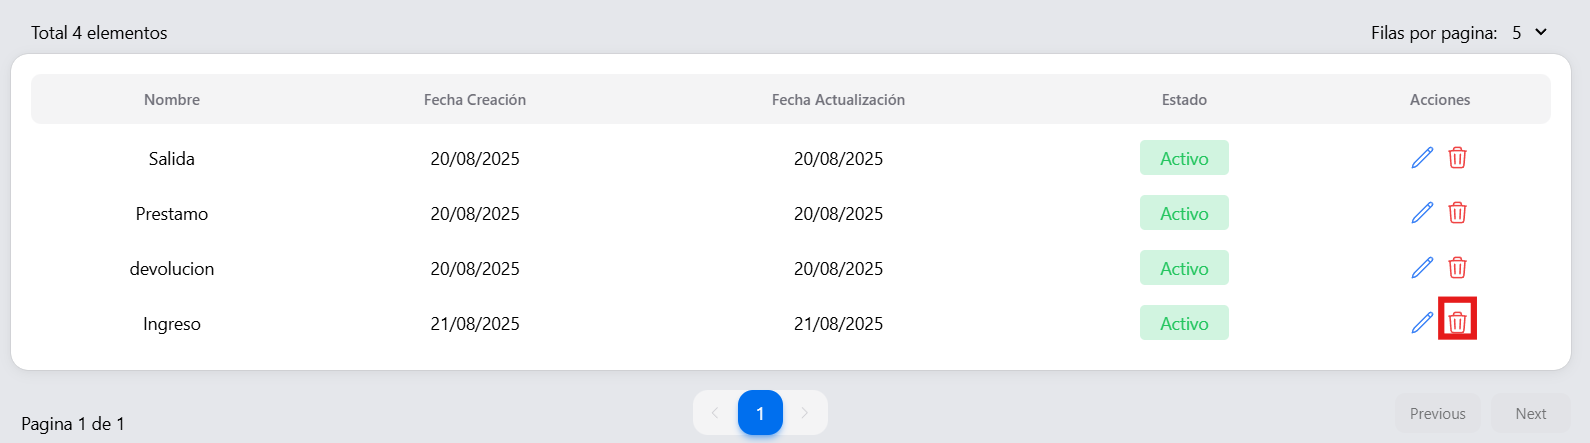 Total 4 elementos Filas por pagina: 5
Nombre Fecha Creación Fecha Actualización Estado Acciones
Salida 20/08/2025 20/08/2025 Activo
Prestamo 20/08/2025 20/08/2025 Activo
devolucion 20/08/2025 20/08/2025 Activo
Ingreso 21/08/2025 21/08/2025 Activo
Pagina 1 de 1 1 Previous Next